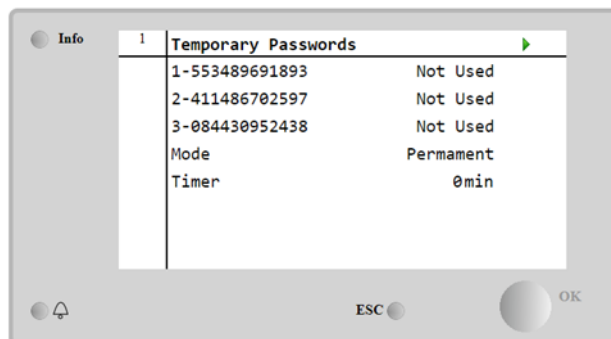 Info
1 Temporary Passwords
1-553489691893 Not Used
2-411486702597 Not Used
3-084430952438 Not Used
Mode Permament
Timer 0min
ESC
OK